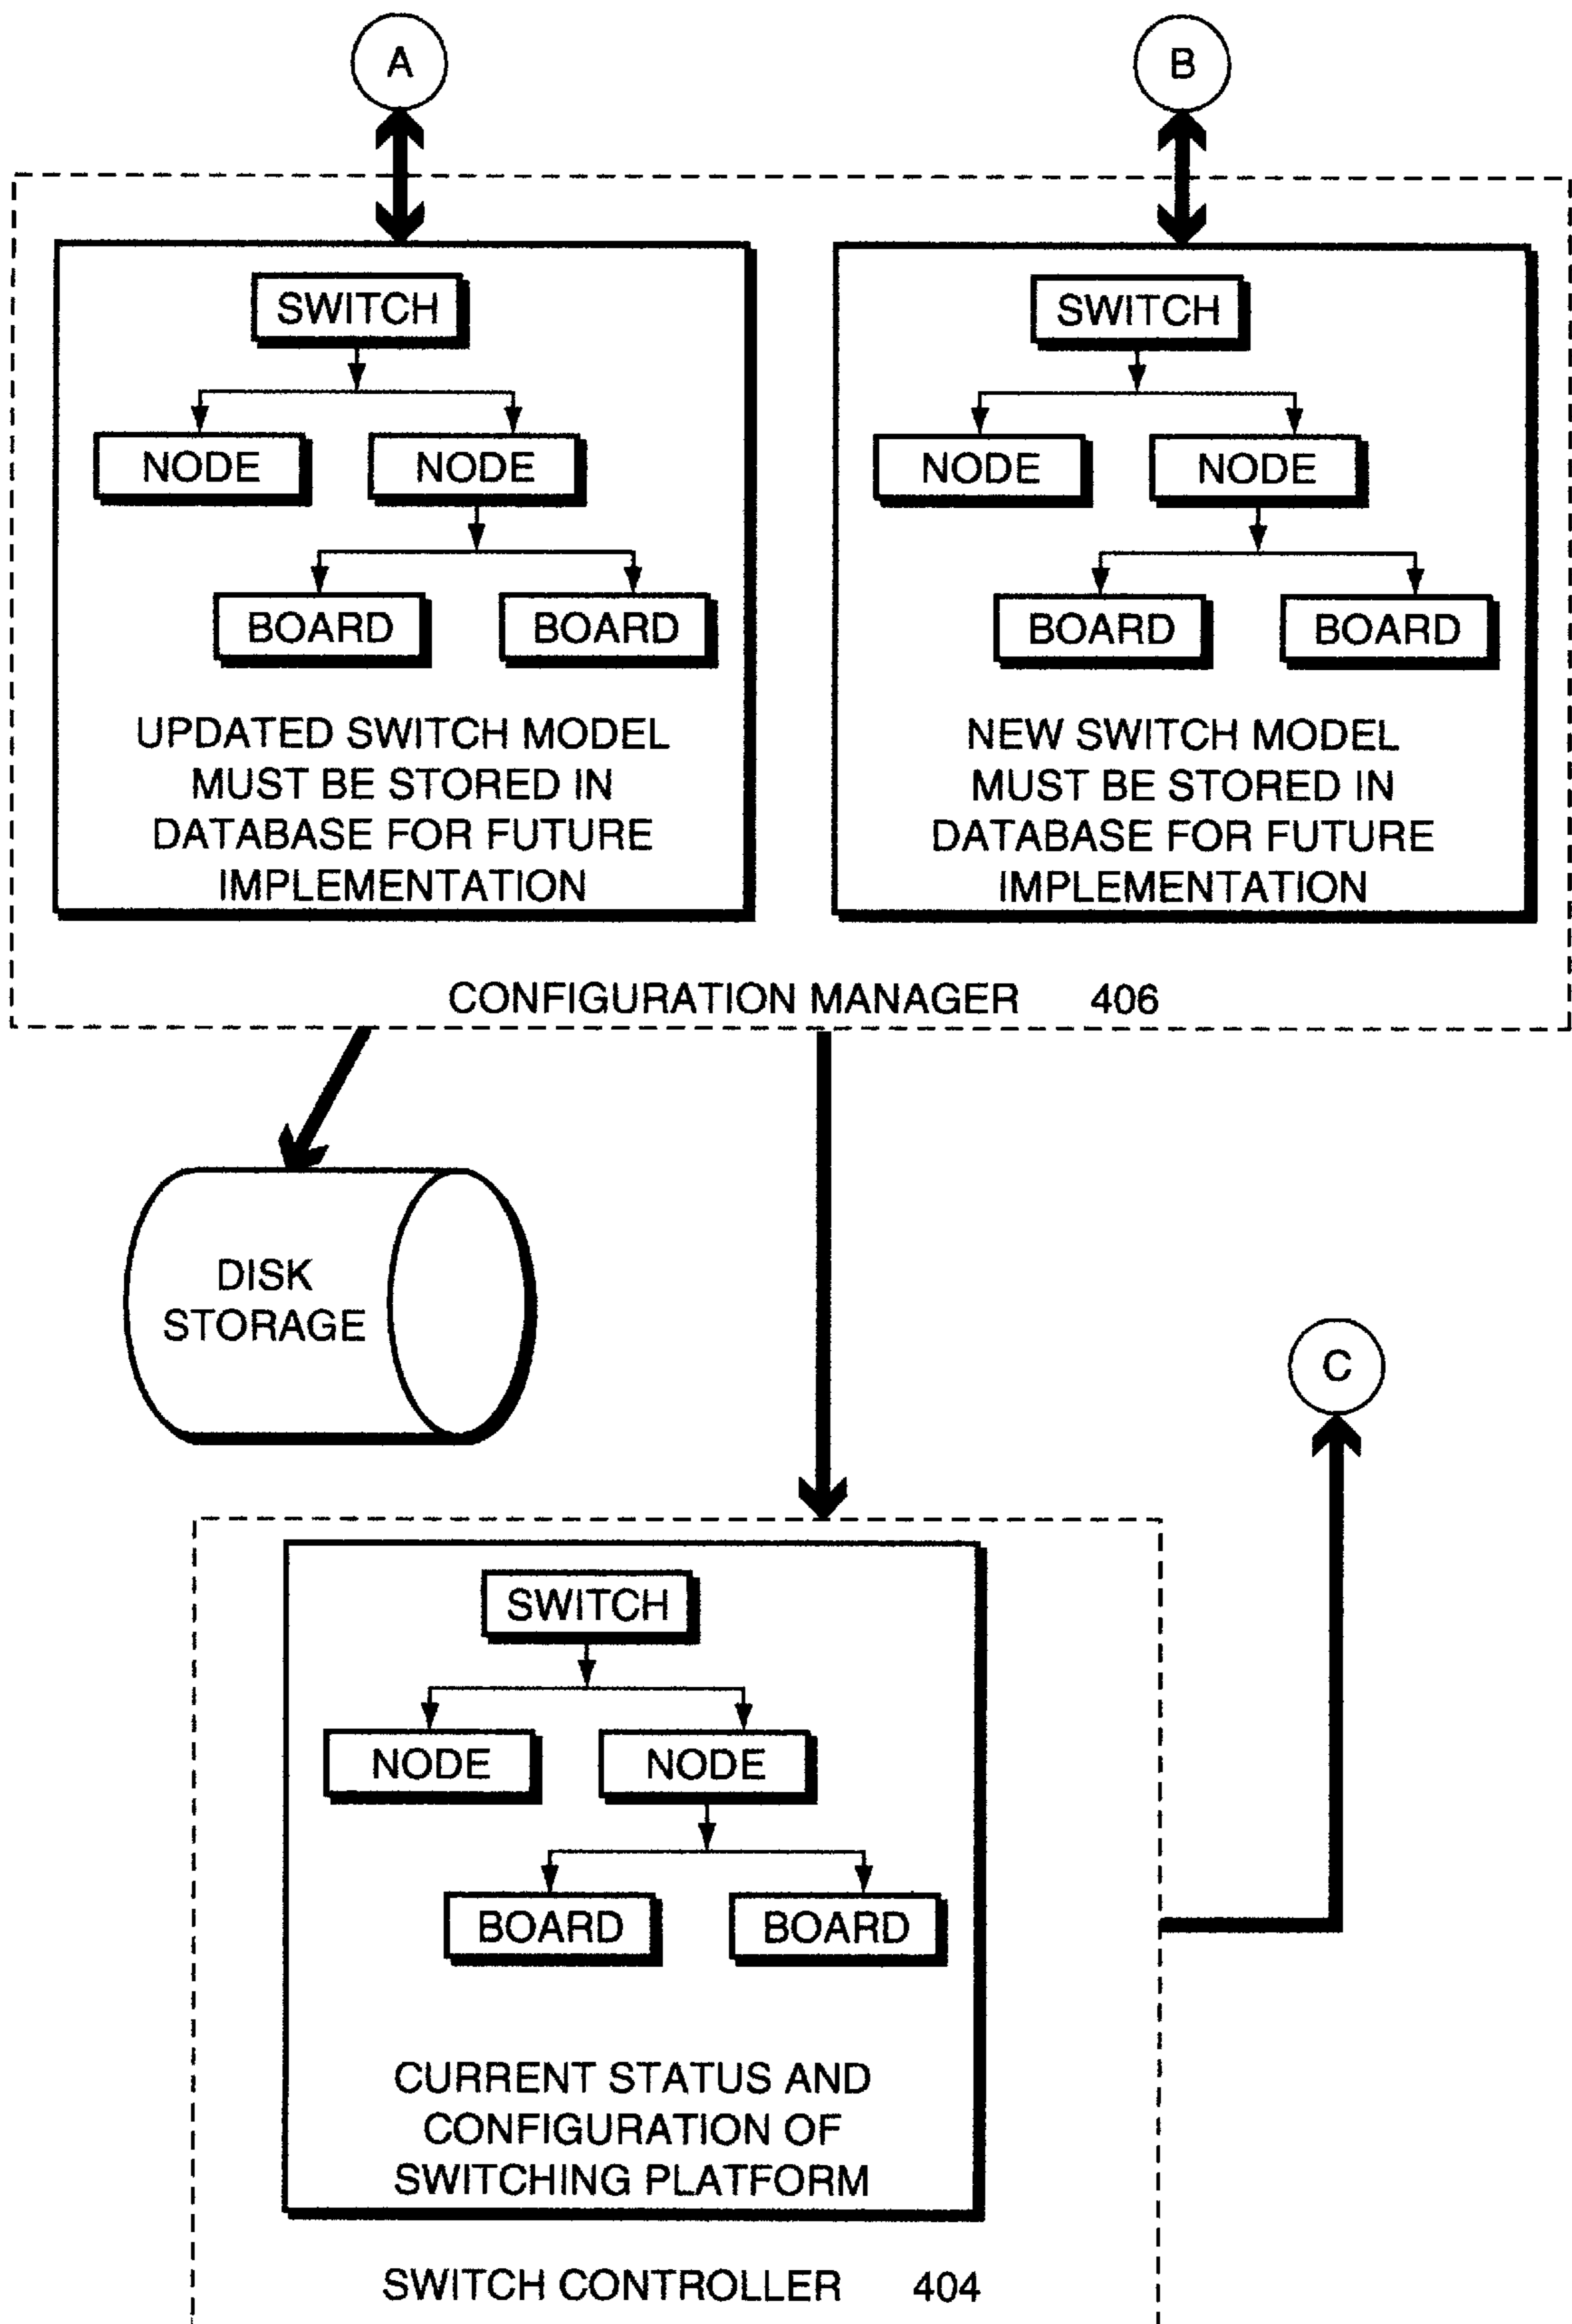 A
B
SWITCH
NODE
NODE
BOARD
BOARD
UPDATED SWITCH MODEL
MUST BE STORED IN
DATABASE FOR FUTURE
IMPLEMENTATION
SWITCH
NODE
NODE
BOARD
BOARD
NEW SWITCH MODEL
MUST BE STORED IN
DATABASE FOR FUTURE
IMPLEMENTATION
CONFIGURATION MANAGER 406
DISK
STORAGE
C
SWITCH
NODE
NODE
BOARD
BOARD
CURRENT STATUS AND
CONFIGURATION OF
SWITCHING PLATFORM
SWITCH CONTROLLER 404